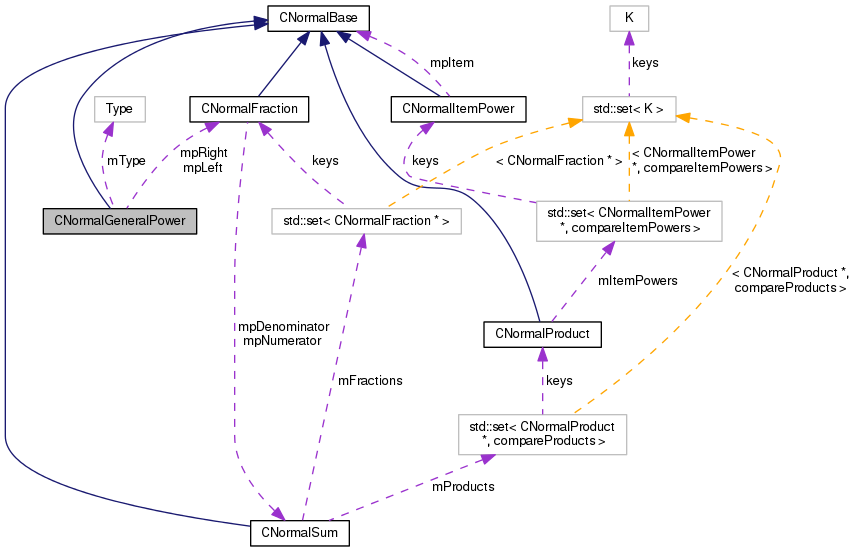 CNormalBase
K
mpItem
keys
Type
CNormalFraction
CNormalItemPower
std::set< K >
mType
mpRight
mpLeft
keys
keys
< CNormalFraction * >
< CNormalItemPower
*, compareItemPowers >
CNormalGeneralPower
std::set< CNormalFraction * >
std::set< CNormalItemPower
*, compareItemPowers >
mItemPowers
< CNormalProduct *,
compareProducts >
mpDenominator
mpNumerator
CNormalProduct
mFractions
keys
std::set< CNormalProduct
*, compareProducts >
mProducts
CNormalSum